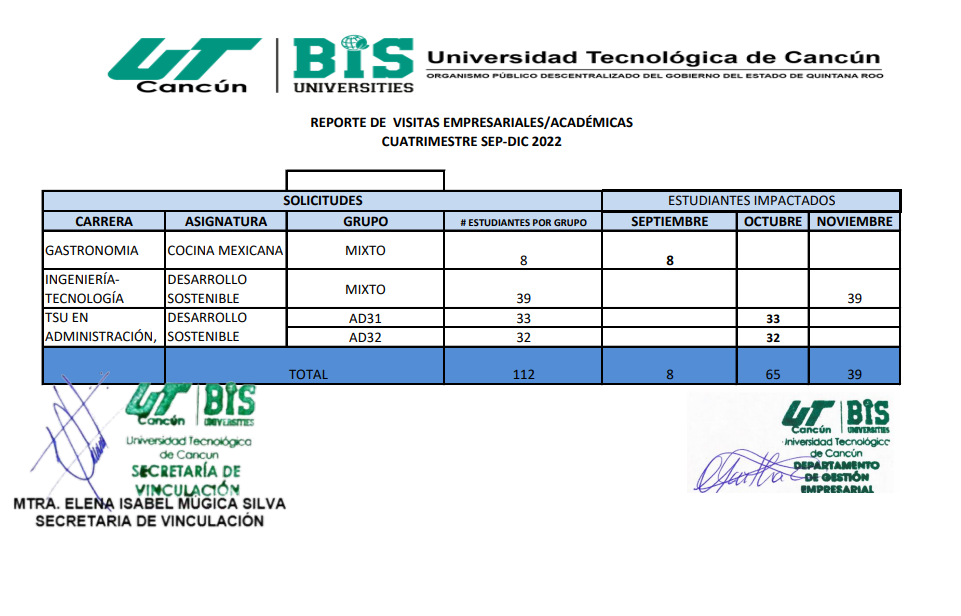 UT Cancún
BIS UNIVERSITIES
Universidad Tecnológica de Cancún
ORGANISMO PÚBLICO DESCENTRALIZADO DEL GOBIERNO DEL ESTADO DE QUINTANA ROO
REPORTE DE VISITAS EMPRESARIALES/ACADÉMICAS
CUATRIMESTRE SEP-DIC 2022
SOLICITUDES ESTUDIANTES IMPACTADOS
CARRERA ASIGNATURA GRUPO # ESTUDIANTES POR GRUPO SEPTIEMBRE OCTUBRE NOVIEMBRE
GASTRONOMIA COCINA MEXICANA MIXTO 8 8
INGENIERÍA- DESARROLLO
TECNOLOGÍA SOSTENIBLE MIXTO 39 39
TSU EN DESARROLLO AD31 33 33
ADMINISTRACIÓN, SOSTENIBLE AD32 32 32
TOTAL 112 8 65 39
UT Cancún
BIS UNIVERSITIES
Universidad Tecnológica
de Cancun
SECRETARÍA DE
VINCULACIÓN
MTRA. ELENA ISABEL MÚGICA SILVA
SECRETARIA DE VINCULACIÓN
UT Cancún
BIS UNIVERSITIES
niversidad Tecnológica
de Cancún
DEPARTAMENTO
DE GESTIÓN
EMPRESARIAL